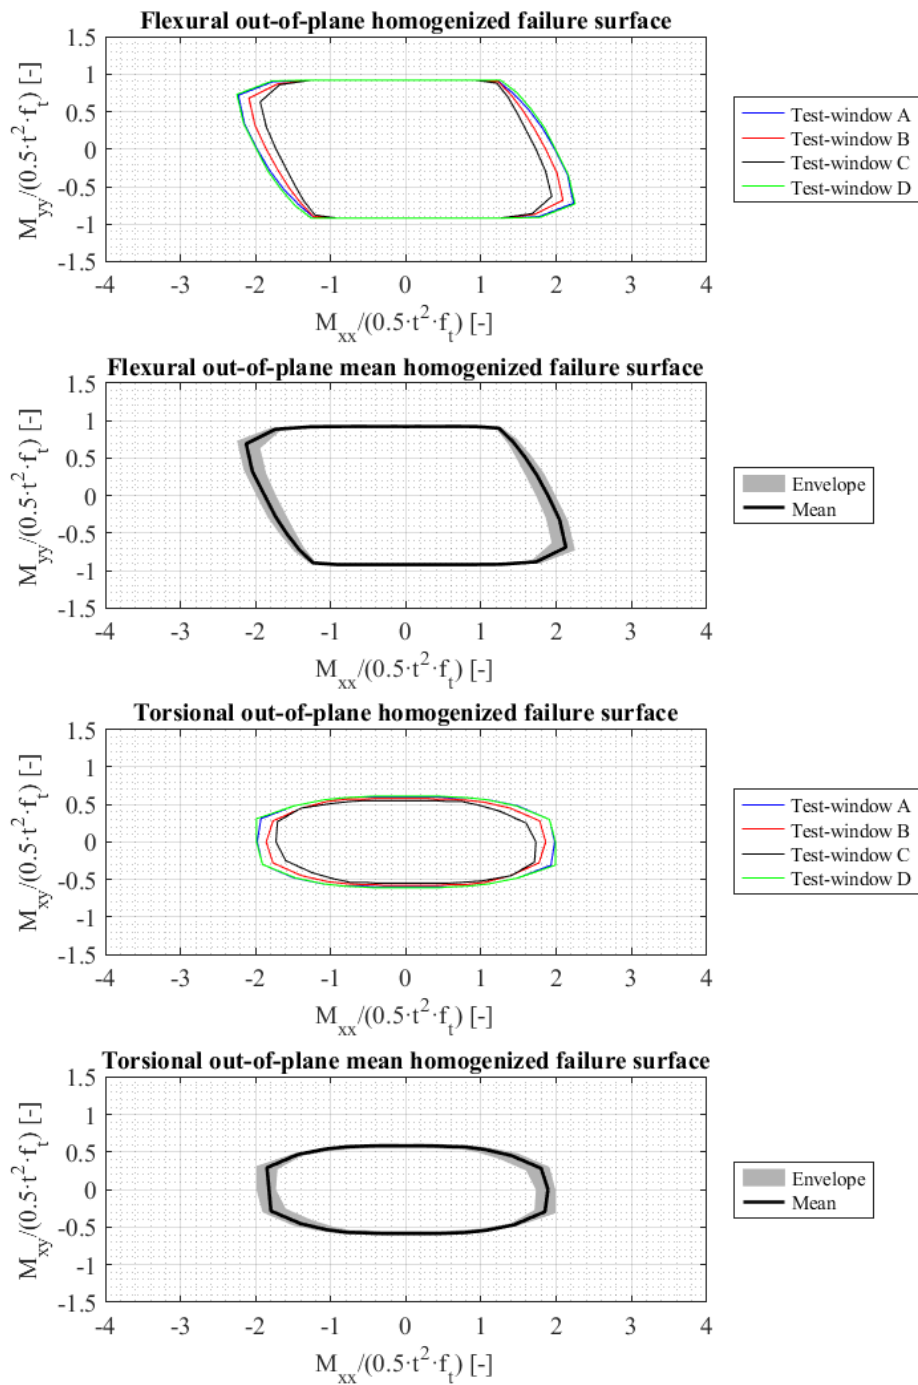 Flexural out-of-plane homogenized failure surface
1.5
1
0.5
0
-0.5
-1
-1.5
M_yy/(0.5·t^2·f_t) [-]
-4 -3 -2 -1 0 1 2 3 4
M_xx/(0.5·t^2·f_t) [-]
Test-window A
Test-window B
Test-window C
Test-window D
Flexural out-of-plane mean homogenized failure surface
1.5
1
0.5
0
-0.5
-1
-1.5
M_yy/(0.5·t^2·f_t) [-]
-4 -3 -2 -1 0 1 2 3 4
M_xx/(0.5·t^2·f_t) [-]
Envelope
Mean
Torsional out-of-plane homogenized failure surface
1.5
1
0.5
0
-0.5
-1
-1.5
M_xy/(0.5·t^2·f_t) [-]
-4 -3 -2 -1 0 1 2 3 4
M_xx/(0.5·t^2·f_t) [-]
Test-window A
Test-window B
Test-window C
Test-window D
Torsional out-of-plane mean homogenized failure surface
1.5
1
0.5
0
-0.5
-1
-1.5
M_xy/(0.5·t^2·f_t) [-]
-4 -3 -2 -1 0 1 2 3 4
M_xx/(0.5·t^2·f_t) [-]
Envelope
Mean